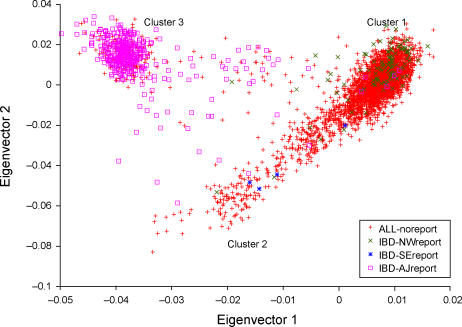 Cluster 3
Cluster 1
0.04
0.02
0
−0.02
−0.04
−0.06
−0.08
−0.1
Eigenvector 2
Cluster 2
ALL-noreport
IBD-NWreport
IBD-SEreport
IBD-AJreport
−0.05 −0.04 −0.03 −0.02 −0.01 0 0.01 0.02
Eigenvector 1